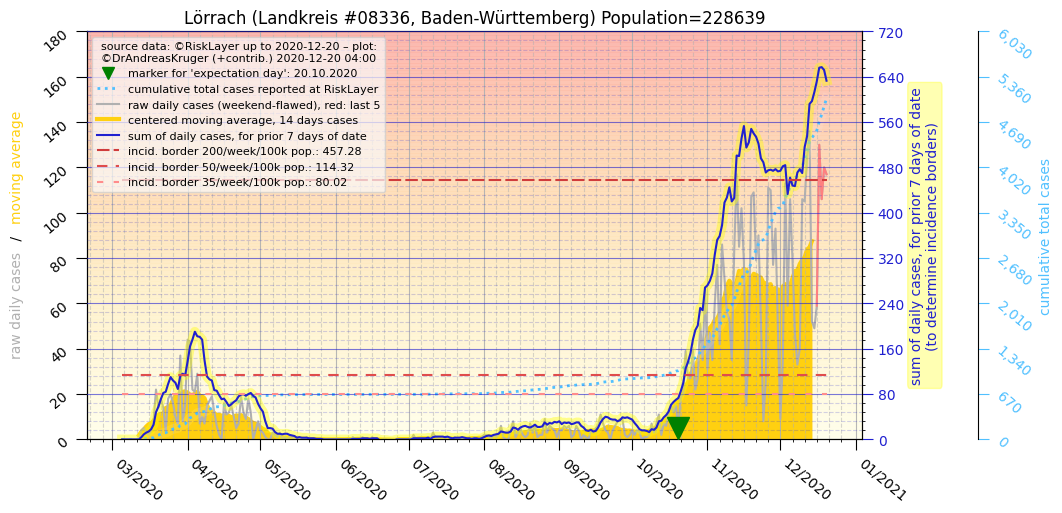 Lörrach (Landkreis #08336, Baden-Württemberg) Population=228639
source data: ©RiskLayer up to 2020-12-20 – plot:
©DrAndreasKruger (+contrib.) 2020-12-20 04:00
marker for 'expectation day': 20.10.2020
cumulative total cases reported at RiskLayer
raw daily cases (weekend-flawed), red: last 5
centered moving average, 14 days cases
sum of daily cases, for prior 7 days of date
incid. border 200/week/100k pop.: 457.28
incid. border 50/week/100k pop.: 114.32
incid. border 35/week/100k pop.: 80.02
raw daily cases / moving average
180
160
140
120
100
80
60
40
20
0
03/2020
04/2020
05/2020
06/2020
07/2020
08/2020
09/2020
10/2020
11/2020
12/2020
01/2021
720
640
560
480
400
320
240
160
80
0
sum of daily cases, for prior 7 days of date
(to determine incidence borders)
6,030
5,360
4,690
4,020
3,350
2,680
2,010
1,340
670
0
cumulative total cases